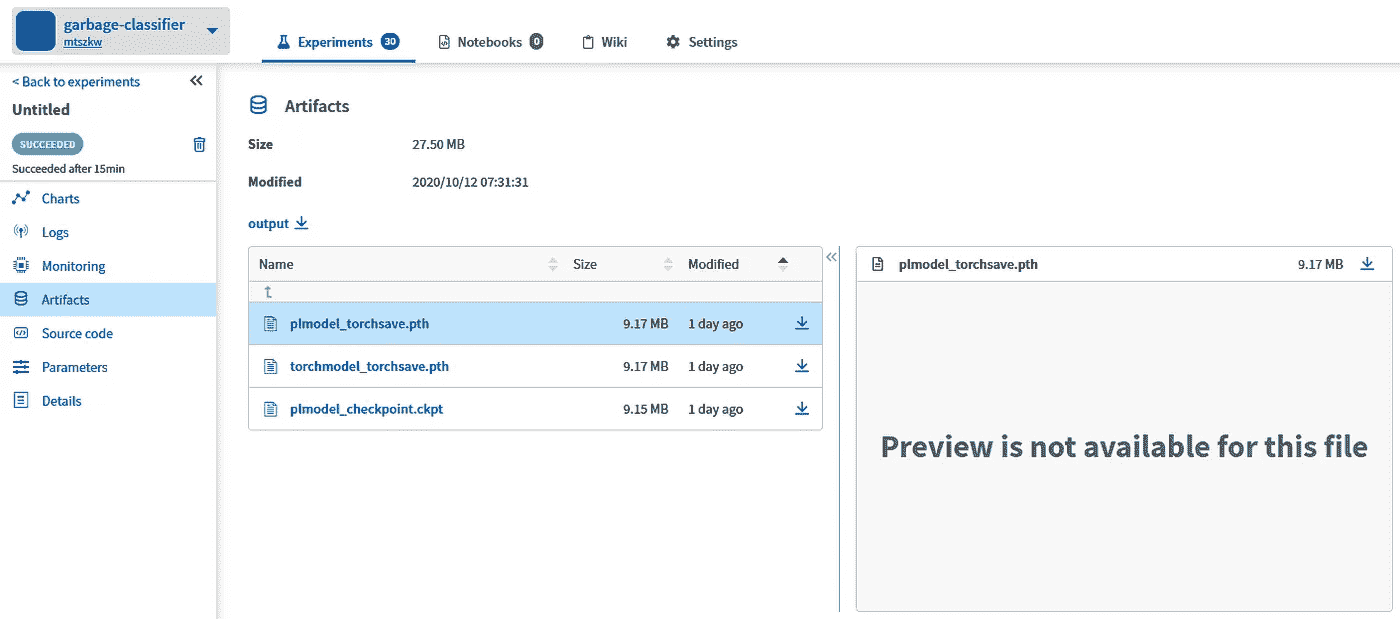 garbage-classifier
mtszkw
Experiments 30
Notebooks 0
Wiki
Settings
< Back to experiments
Untitled
SUCCEEDED
Succeeded after 15min
Charts
Logs
Monitoring
Artifacts
Source code
Parameters
Details
Artifacts
Size 27.50 MB
Modified 2020/10/12 07:31:31
output
Name Size Modified
plmodel_torchsave.pth 9.17 MB 1 day ago
torchmodel_torchsave.pth 9.17 MB 1 day ago
plmodel_checkpoint.ckpt 9.15 MB 1 day ago
plmodel_torchsave.pth 9.17 MB
Preview is not available for this file